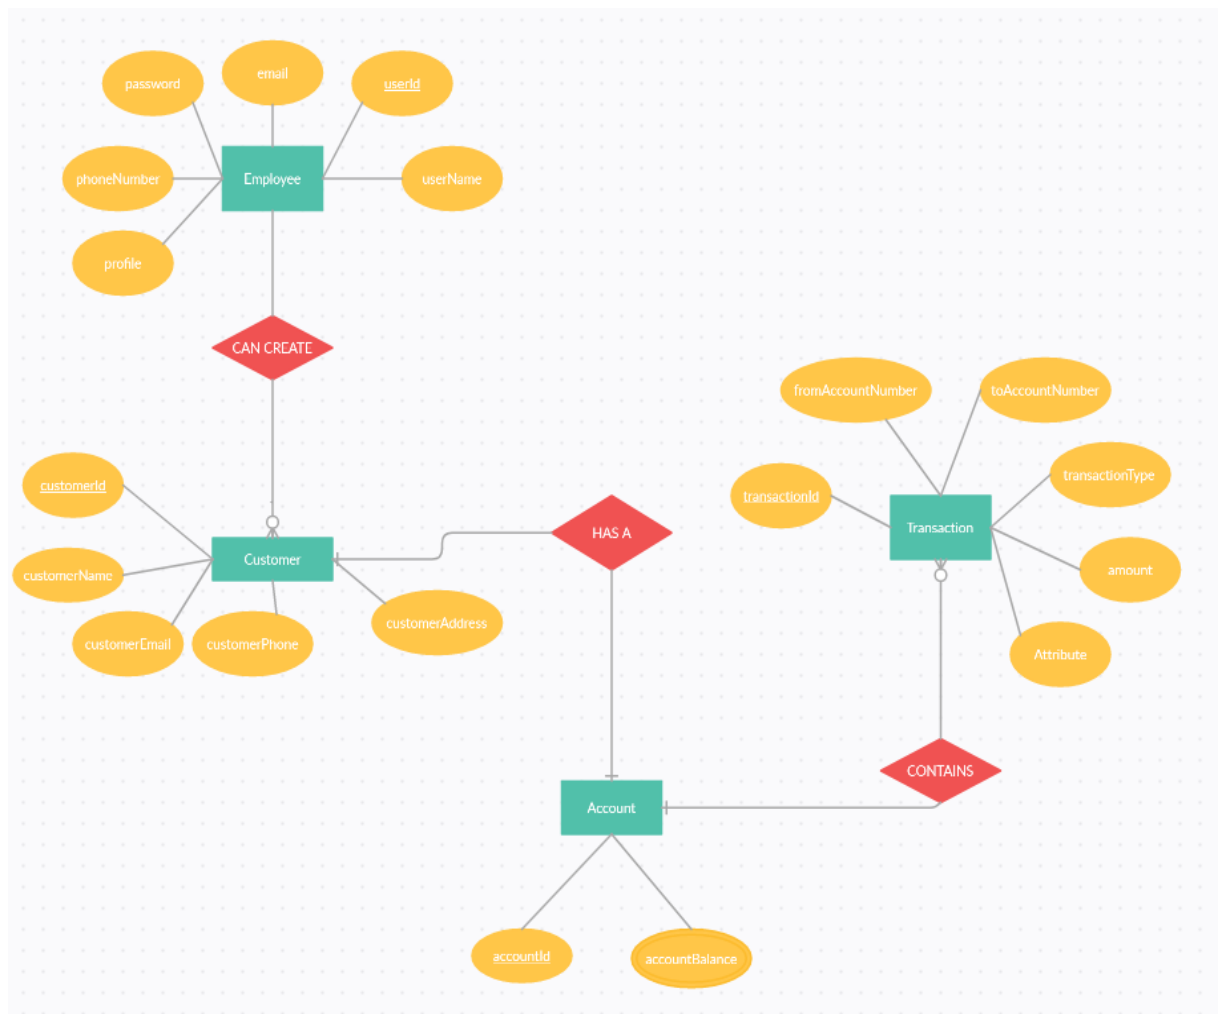 email
password
userId
phoneNumber
Employee
userName
profile
CAN CREATE
fromAccountNumber
toAccountNumber
transactionType
customerId
transactionId
Transaction
HAS A
Customer
amount
customerName
customerAddress
customerEmail
customerPhone
Attribute
CONTAINS
Account
accountId
accountBalance